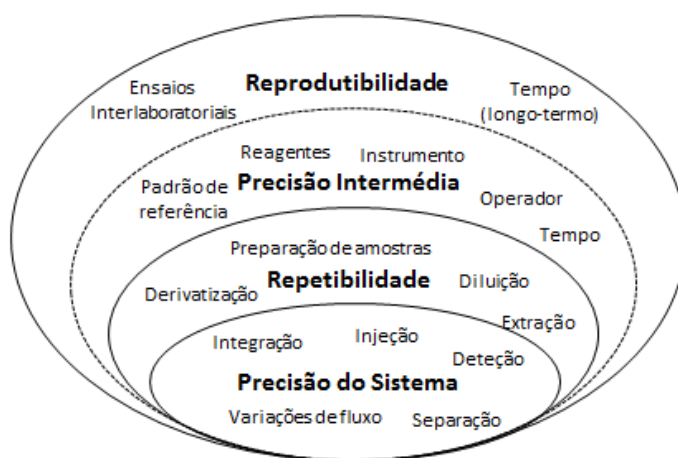 Ensaios
Interlaboratoriais
Reprodutibilidade
Tempo
(longo-termo)
Reagentes
Instrumento
Padrão de
referência
Precisão Intermédia
Operador
Tempo
Preparação de amostras
Repetibilidade
Diluição
Derivatização
Extração
Integração
Injeção
Deteção
Precisão do Sistema
Variações de fluxo
Separação